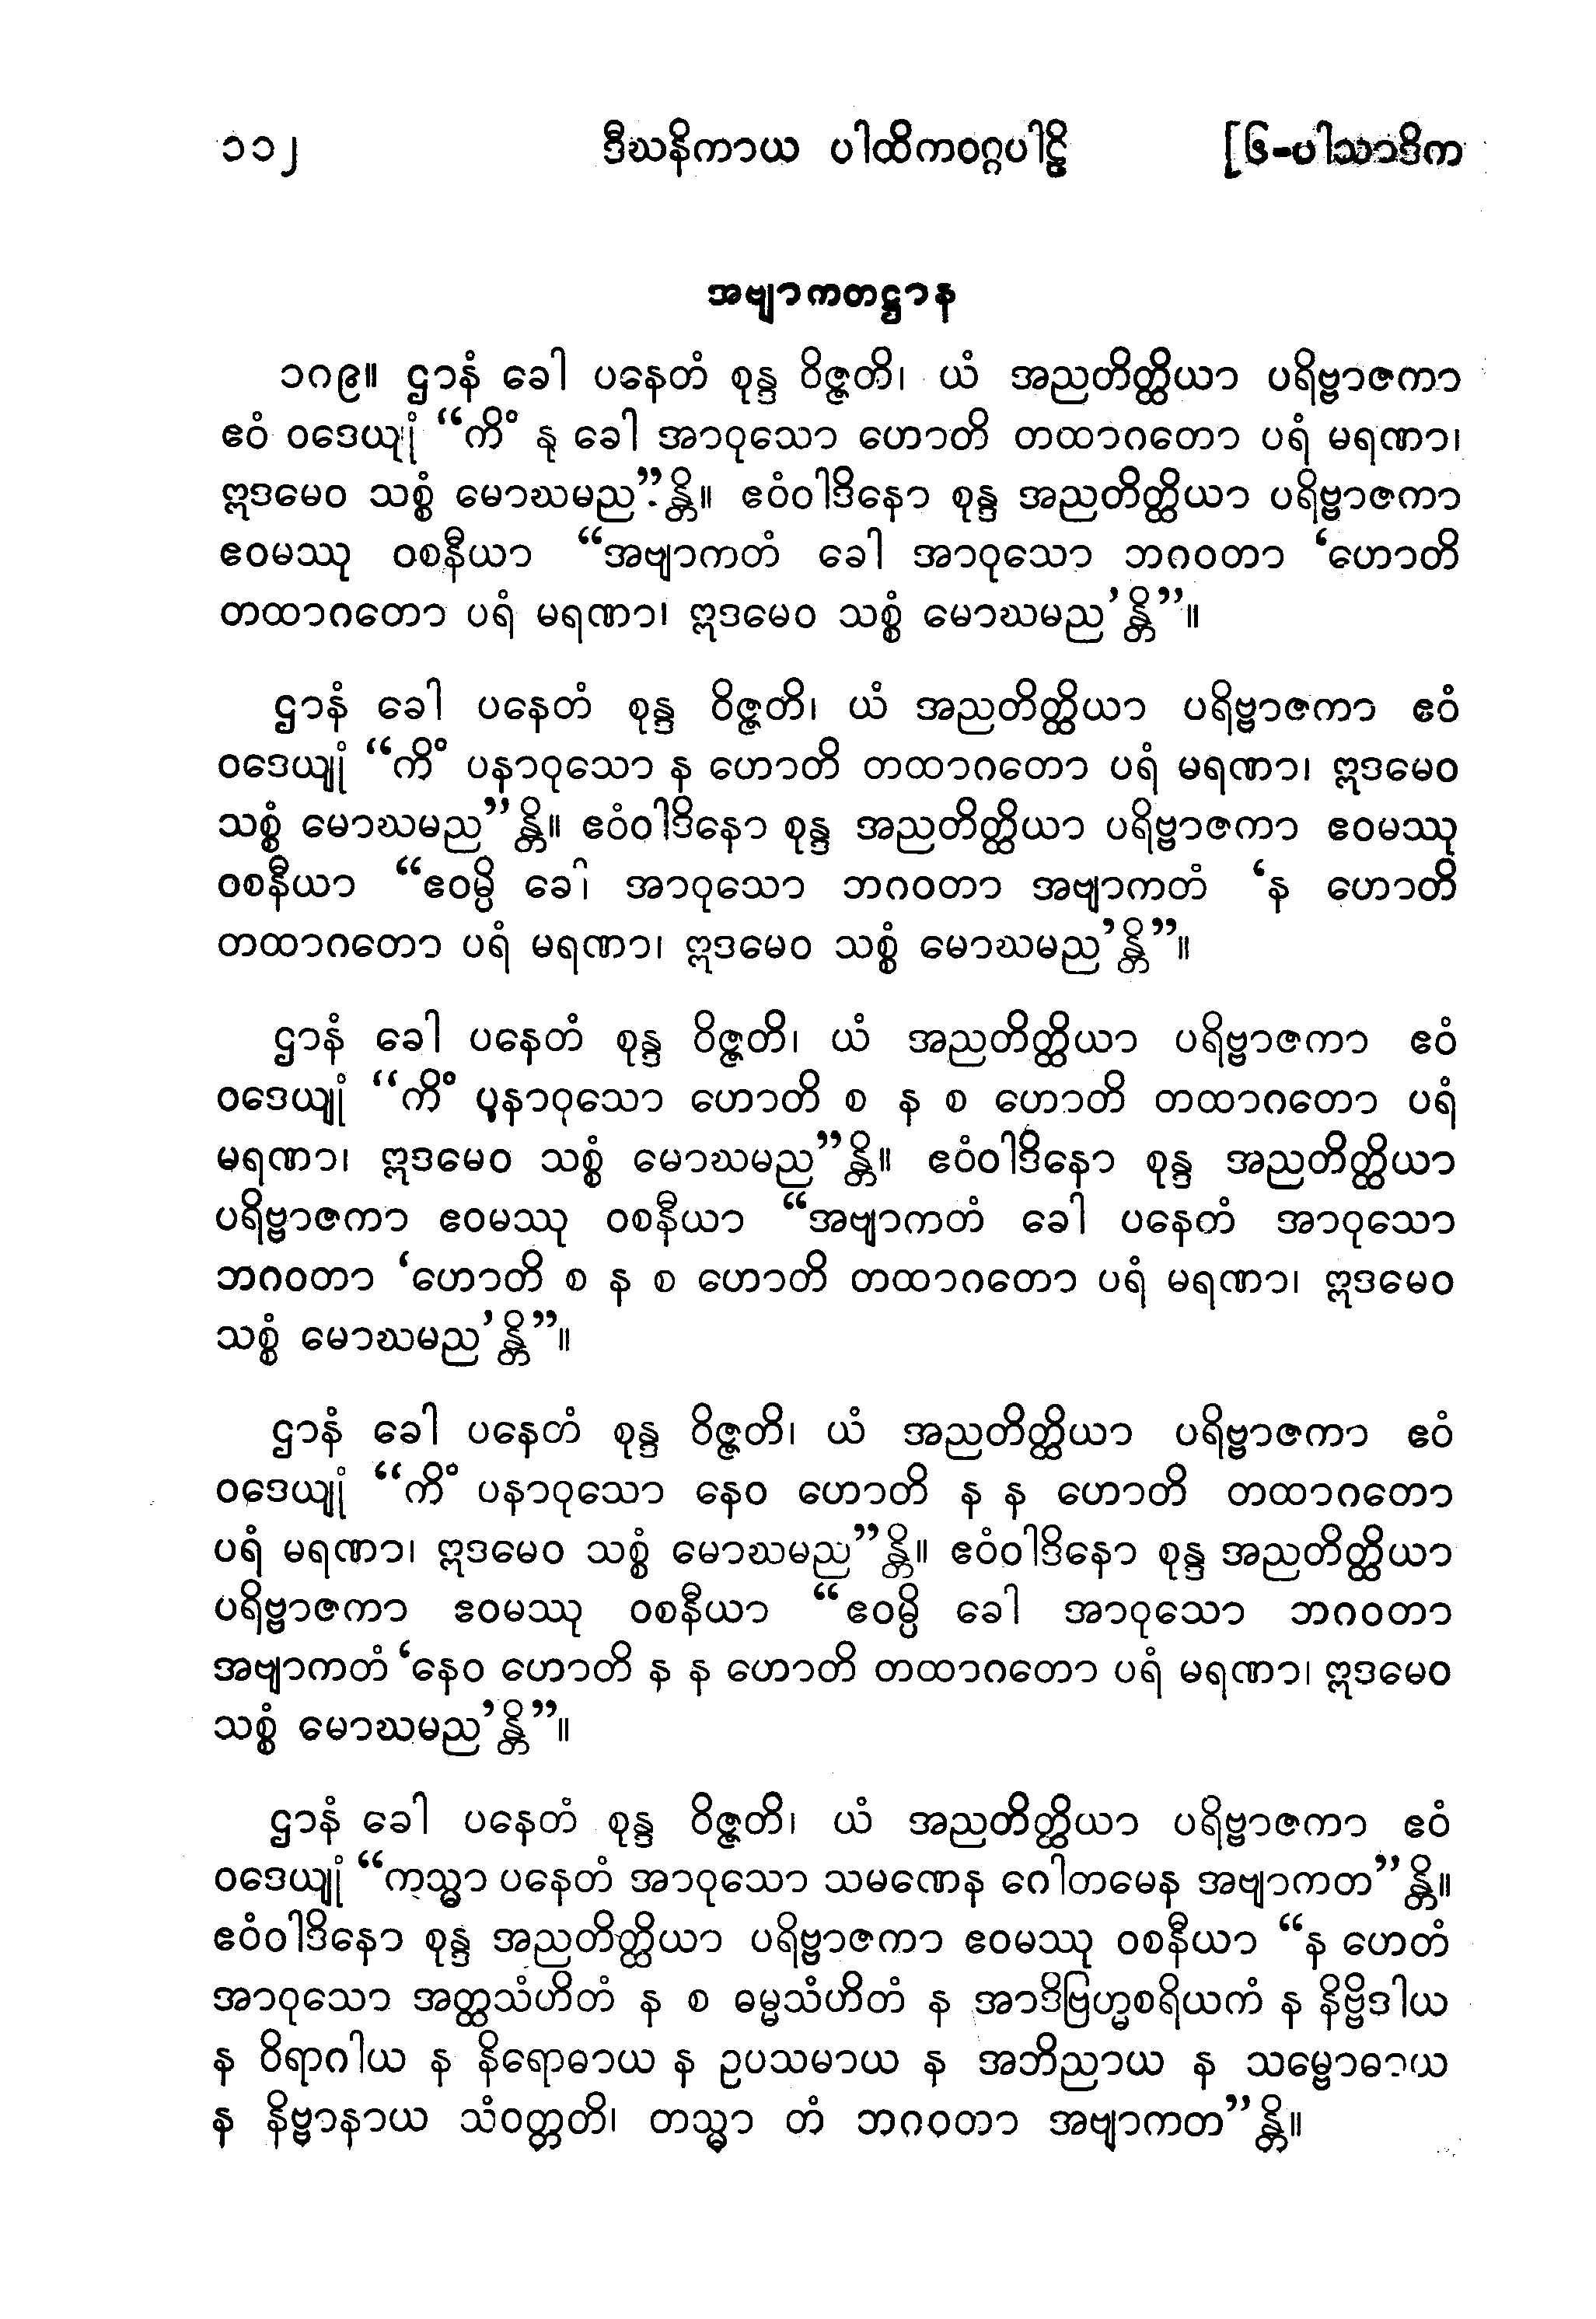 ၁၁၂ ဒီဃနိကာယ ပါထိကဝဂ္ဂပါဠိ [၆-ပါသာဒိက
အဗျာကတဋ္ဌာန
၁၈၉။ ဌာနံ ခေါ ပနေတံ စုန္ဒ ဝိဇ္ဇတိ၊ ယံ အညတိတ္ထိယာ ပရိဗ္ဗာဇကာ
ဧဝံ ဝဒေယျုံ “ကိံ နု ခေါ အာဝုသော ဟောတိ တထာဂတော ပရံ မရဏာ၊
ဣဒမေဝ သစ္စံ မောဃမည”န္တိ။ ဧဝံဝါဒိနော စုန္ဒ အညတိတ္ထိယာ ပရိဗ္ဗာဇကာ
ဧဝမဿု ဝစနီယာ “အဗျာကတံ ခေါ အာဝုသော ဘဂဝတာ ‘ဟောတိ
တထာဂတော ပရံ မရဏာ၊ ဣဒမေဝ သစ္စံ မောဃမည’န္တိ”။
ဌာနံ ခေါ ပနေတံ စုန္ဒ ဝိဇ္ဇတိ၊ ယံ အညတိတ္ထိယာ ပရိဗ္ဗာဇကာ ဧဝံ
ဝဒေယျုံ “ကိံ ပနာဝုသော န ဟောတိ တထာဂတော ပရံ မရဏာ၊ ဣဒမေဝ
သစ္စံ မောဃမည”န္တိ။ ဧဝံဝါဒိနော စုန္ဒ အညတိတ္ထိယာ ပရိဗ္ဗာဇကာ ဧဝမဿု
ဝစနီယာ “ဧဝမ္ပိ ခေါ အာဝုသော ဘဂဝတာ အဗျာကတံ ‘န ဟောတိ
တထာဂတော ပရံ မရဏာ၊ ဣဒမေဝ သစ္စံ မောဃမည’န္တိ”။
ဌာနံ ခေါ ပနေတံ စုန္ဒ ဝိဇ္ဇတိ၊ ယံ အညတိတ္ထိယာ ပရိဗ္ဗာဇကာ ဧဝံ
ဝဒေယျုံ “ကိံ ပနာဝုသော ဟောတိ စ န စ ဟောတိ တထာဂတော ပရံ
မရဏာ၊ ဣဒမေဝ သစ္စံ မောဃမည”န္တိ။ ဧဝံဝါဒိနော စုန္ဒ အညတိတ္ထိယာ
ပရိဗ္ဗာဇကာ ဧဝမဿု ဝစနီယာ “အဗျာကတံ ခေါ ပနေတံ အာဝုသော
ဘဂဝတာ ‘ဟောတိ စ န စ ဟောတိ တထာဂတော ပရံ မရဏာ၊ ဣဒမေဝ
သစ္စံ မောဃမည’န္တိ”။
ဌာနံ ခေါ ပနေတံ စုန္ဒ ဝိဇ္ဇတိ၊ ယံ အညတိတ္ထိယာ ပရိဗ္ဗာဇကာ ဧဝံ
ဝဒေယျုံ “ကိံ ပနာဝုသော နေဝ ဟောတိ န န ဟောတိ တထာဂတော
ပရံ မရဏာ၊ ဣဒမေဝ သစ္စံ မောဃမည”န္တိ။ ဧဝံဝါဒိနော စုန္ဒ အညတိတ္ထိယာ
ပရိဗ္ဗာဇကာ ဧဝမဿု ဝစနီယာ “ဧဝမ္ပိ ခေါ အာဝုသော ဘဂဝတာ
အဗျာကတံ ‘နေဝ ဟောတိ န န ဟောတိ တထာဂတော ပရံ မရဏာ၊ ဣဒမေဝ
သစ္စံ မောဃမည’န္တိ”။
ဌာနံ ခေါ ပနေတံ စုန္ဒ ဝိဇ္ဇတိ၊ ယံ အညတိတ္ထိယာ ပရိဗ္ဗာဇကာ ဧဝံ
ဝဒေယျုံ “ကသ္မာ ပနေတံ အာဝုသော သမဏေန ဂေါတမေန အဗျာကတ”န္တိ။
ဧဝံဝါဒိနော စုန္ဒ အညတိတ္ထိယာ ပရိဗ္ဗာဇကာ ဧဝမဿု ဝစနီယာ “န ဟေတံ
အာဝုသော အတ္ထသံဟိတံ န စ ဓမ္မသံဟိတံ န အာဒိဗြဟ္မစရိယကံ န နိဗ္ဗိဒါယ
န ဝိရာဂါယ န နိရောဓာယ န ဥပသမာယ န အဘိညာယ န သမ္ဗောဓာယ
န နိဗ္ဗာနာယ သံဝတ္တတိ၊ တသ္မာ တံ ဘဂဝတာ အဗျာကတ”န္တိ။